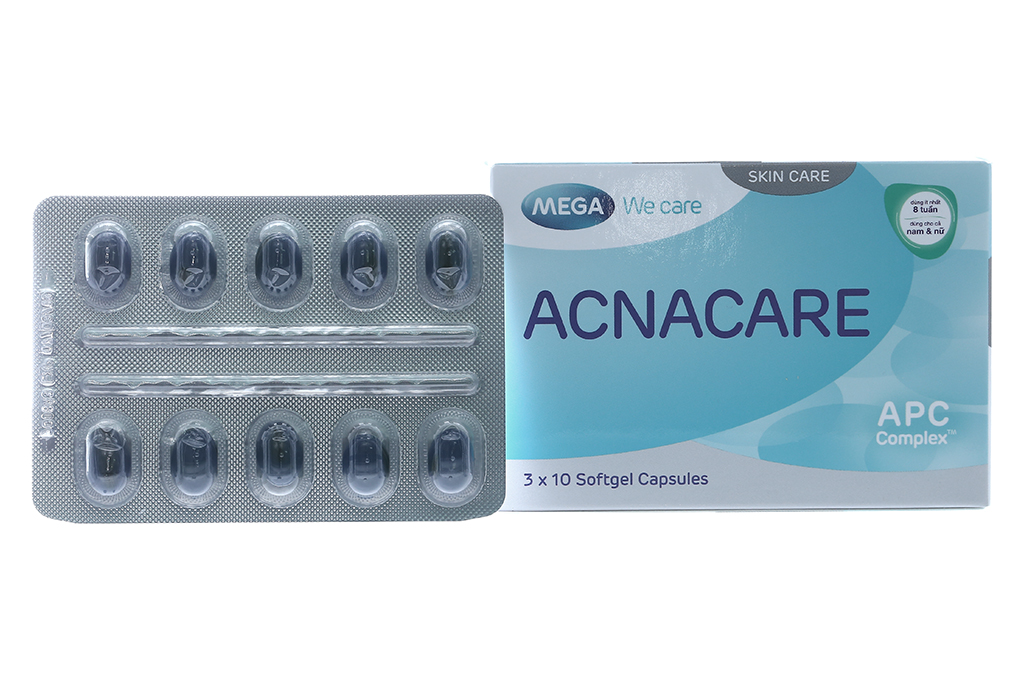 SKIN CARE
MEGA We care
dùng ít nhất
8 tuần
dùng cho cả
nam & nữ
ACNACARE
APC
Complex™
3 x 10 Softgel Capsules